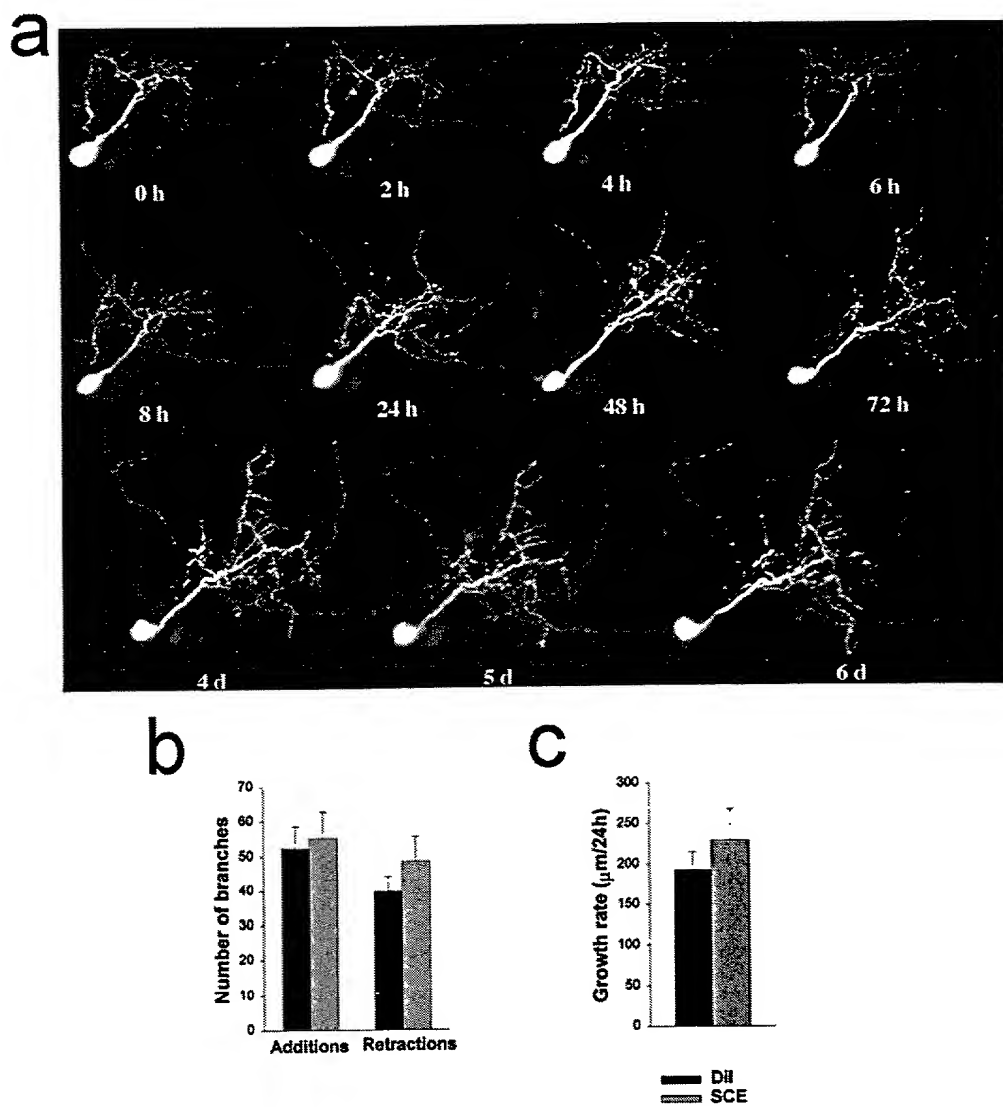 a
0 h
2 h
4 h
6 h
8 h
24 h
48 h
72 h
4 d
5 d
6 d
b
Number of branches
70
60
50
40
30
20
10
0
Additions
Retractions
c
Growth rate (µm/24h)
300
250
200
150
100
50
0
DiI
SCE